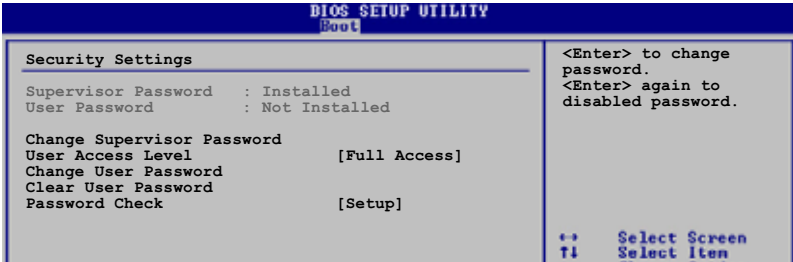 BIOS SETUP UTILITY
Boot
Security Settings
Supervisor Password : Installed
User Password : Not Installed
Change Supervisor Password
User Access Level [Full Access]
Change User Password
Clear User Password
Password Check [Setup]
<Enter> to change
password.
<Enter> again to
disabled password.
↔ Select Screen
↑↓ Select Item